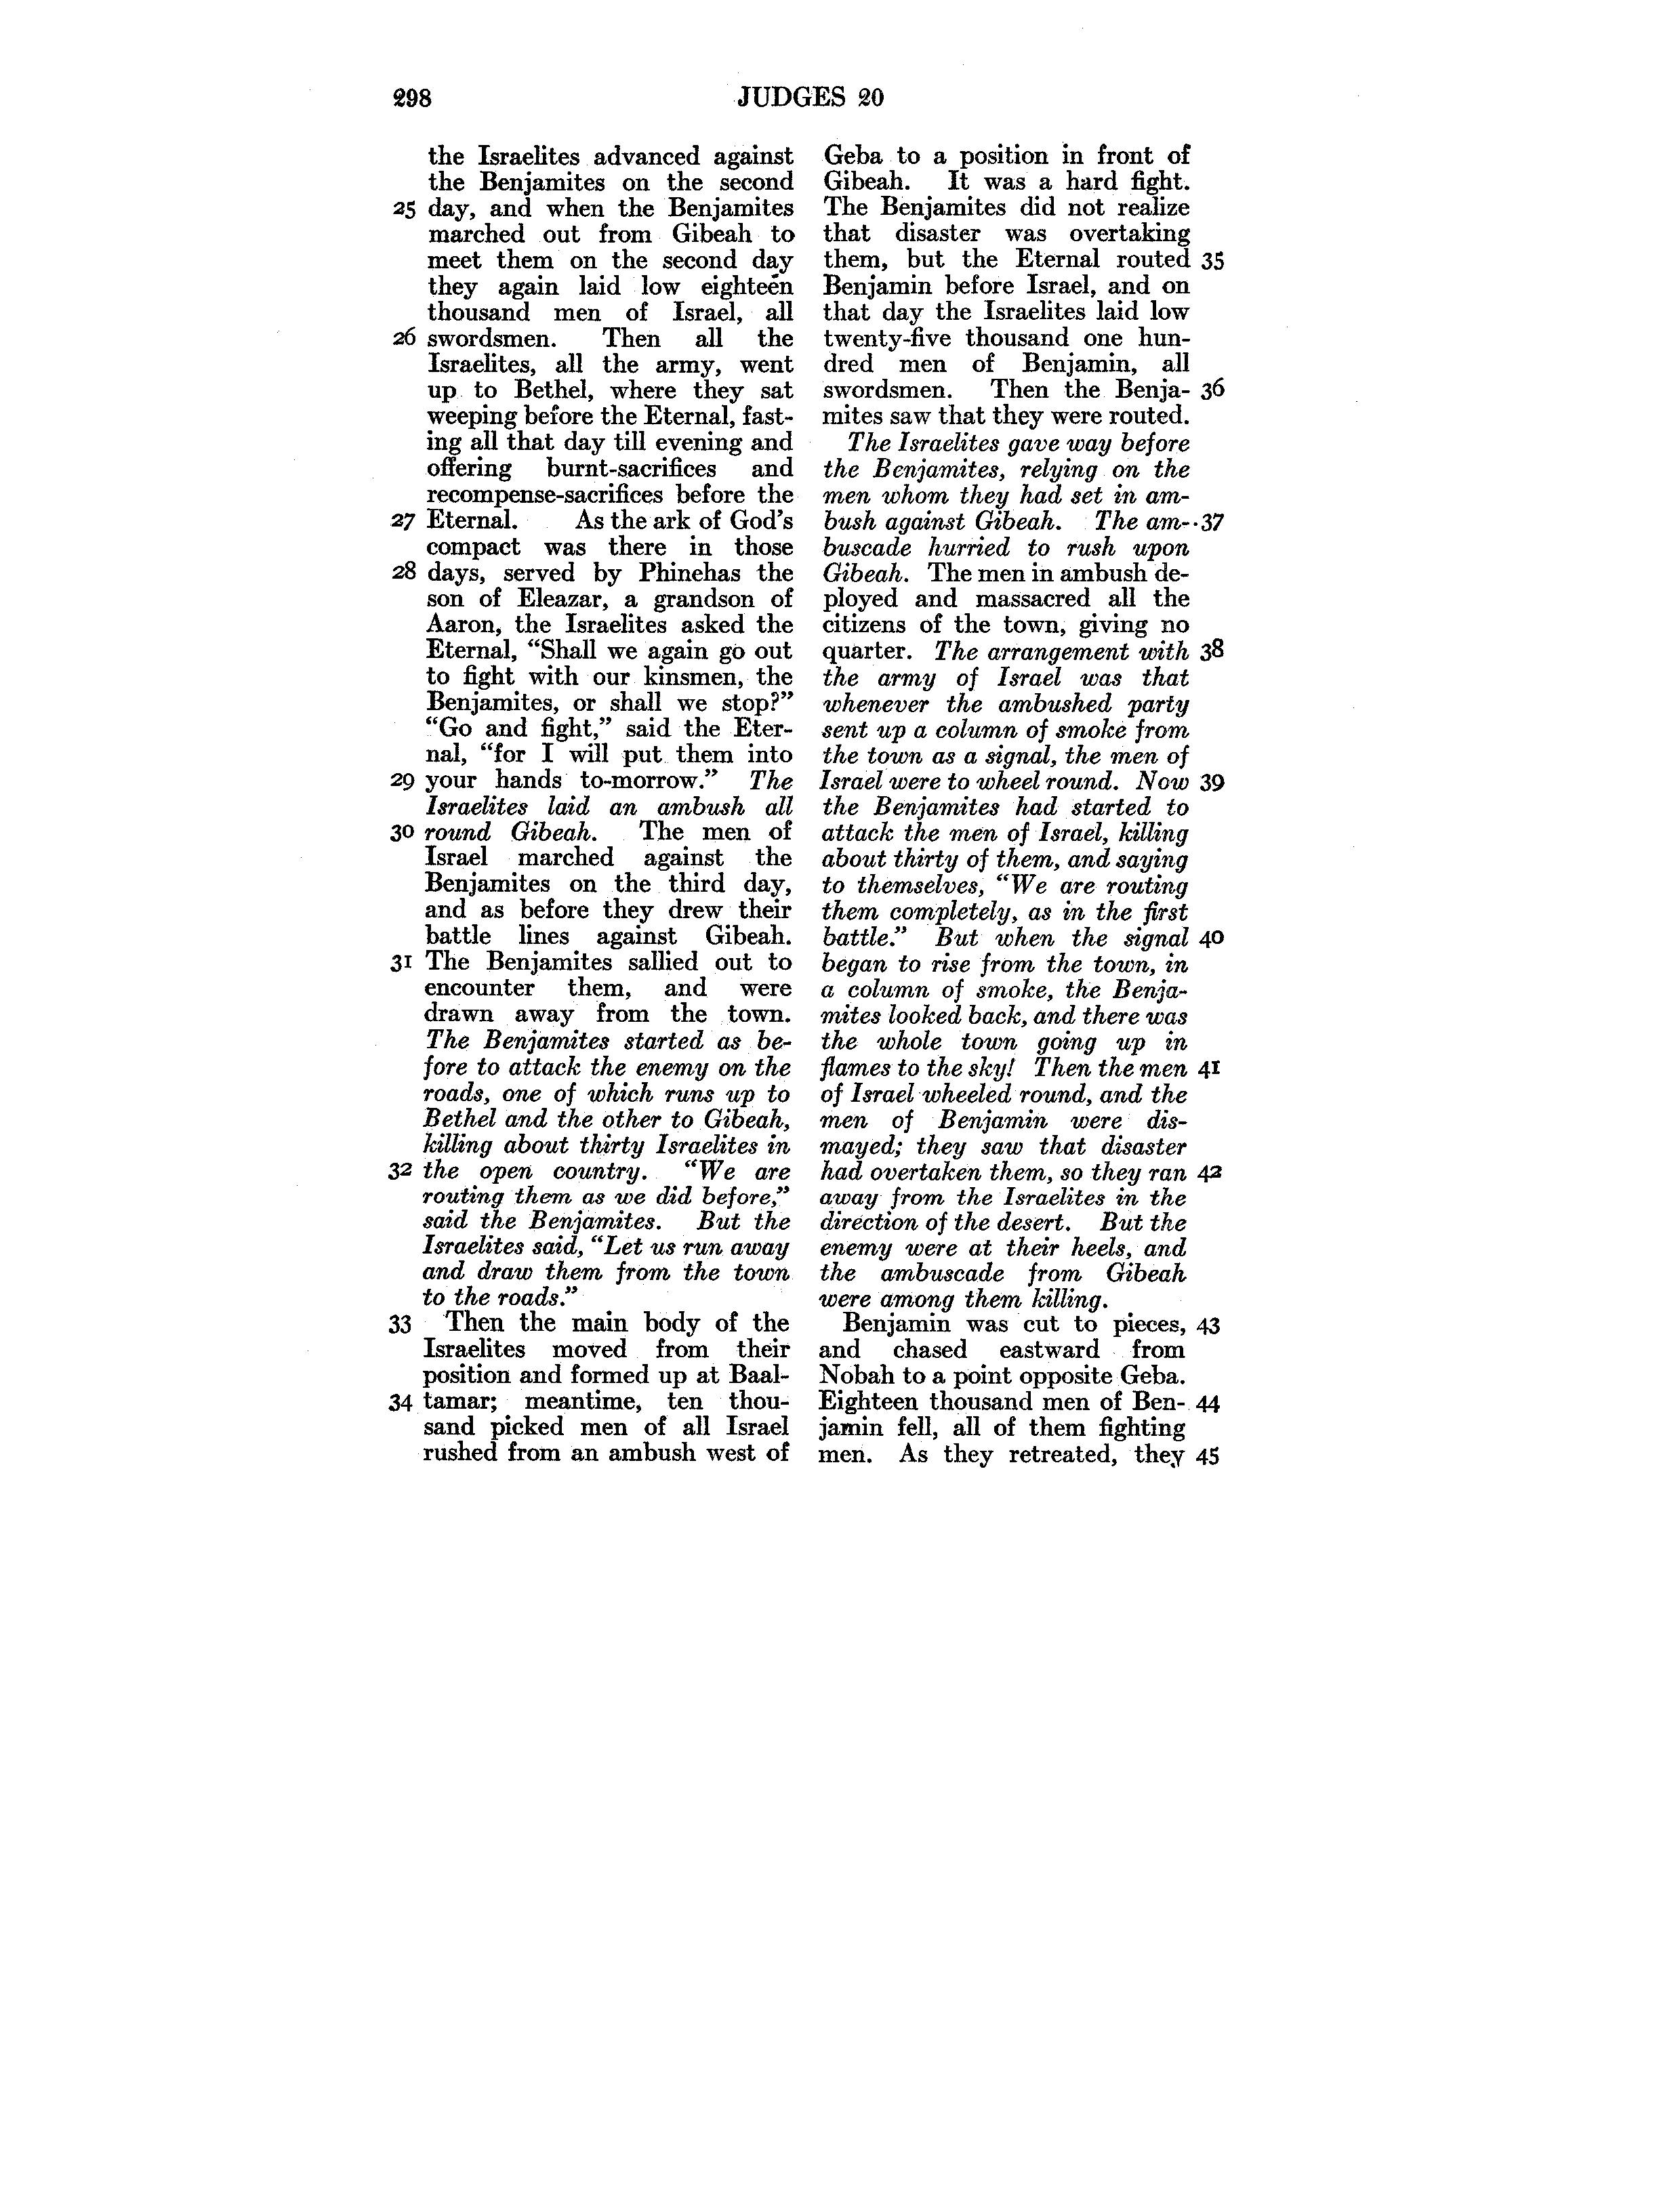 298 JUDGES 20
the Israelites advanced against
the Benjamites on the second
25 day, and when the Benjamites
marched out from Gibeah to
meet them on the second day
they again laid low eighteen
thousand men of Israel, all
26 swordsmen. Then all the
Israelites, all the army, went
up to Bethel, where they sat
weeping before the Eternal, fast-
ing all that day till evening and
offering burnt-sacrifices and
recompense-sacrifices before the
27 Eternal. As the ark of God's
compact was there in those
28 days, served by Phinehas the
son of Eleazar, a grandson of
Aaron, the Israelites asked the
Eternal, “Shall we again go out
to fight with our kinsmen, the
Benjamites, or shall we stop?”
“Go and fight,” said the Eter-
nal, “for I will put them into
29 your hands to-morrow.” The
Israelites laid an ambush all
30 round Gibeah. The men of
Israel marched against the
Benjamites on the third day,
and as before they drew their
battle lines against Gibeah.
31 The Benjamites sallied out to
encounter them, and were
drawn away from the town.
The Benjamites started as be-
fore to attack the enemy on the
roads, one of which runs up to
Bethel and the other to Gibeah,
killing about thirty Israelites in
32 the open country. “We are
routing them as we did before,”
said the Benjamites. But the
Israelites said, “Let us run away
and draw them from the town
to the roads.”
33 Then the main body of the
Israelites moved from their
position and formed up at Baal-
34 tamar; meantime, ten thou-
sand picked men of all Israel
rushed from an ambush west of
Geba to a position in front of
Gibeah. It was a hard fight.
The Benjamites did not realize
that disaster was overtaking
them, but the Eternal routed 35
Benjamin before Israel, and on
that day the Israelites laid low
twenty-five thousand one hun-
dred men of Benjamin, all
swordsmen. Then the Benja- 36
mites saw that they were routed.
The Israelites gave way before
the Benjamites, relying on the
men whom they had set in am-
bush against Gibeah. The am- 37
buscade hurried to rush upon
Gibeah. The men in ambush de-
ployed and massacred all the
citizens of the town, giving no
quarter. The arrangement with 38
the army of Israel was that
whenever the ambushed party
sent up a column of smoke from
the town as a signal, the men of
Israel were to wheel round. Now 39
the Benjamites had started to
attack the men of Israel, killing
about thirty of them, and saying
to themselves, “We are routing
them completely, as in the first
battle.” But when the signal 40
began to rise from the town, in
a column of smoke, the Benja-
mites looked back, and there was
the whole town going up in
flames to the sky! Then the men 41
of Israel wheeled round, and the
men of Benjamin were dis-
mayed; they saw that disaster
had overtaken them, so they ran 42
away from the Israelites in the
direction of the desert. But the
enemy were at their heels, and
the ambuscade from Gibeah
were among them killing.
Benjamin was cut to pieces, 43
and chased eastward from
Nobah to a point opposite Geba.
Eighteen thousand men of Ben- 44
jamin fell, all of them fighting
men. As they retreated, they 45